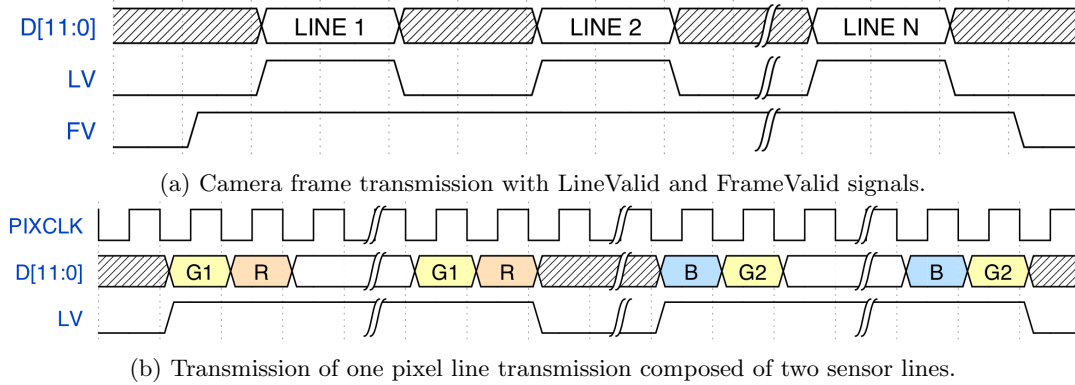 D[11:0] LINE 1 LINE 2 LINE N
LV
FV
(a) Camera frame transmission with LineValid and FrameValid signals.
PIXCLK
D[11:0] G1 R G1 R B G2 B G2
LV
(b) Transmission of one pixel line transmission composed of two sensor lines.